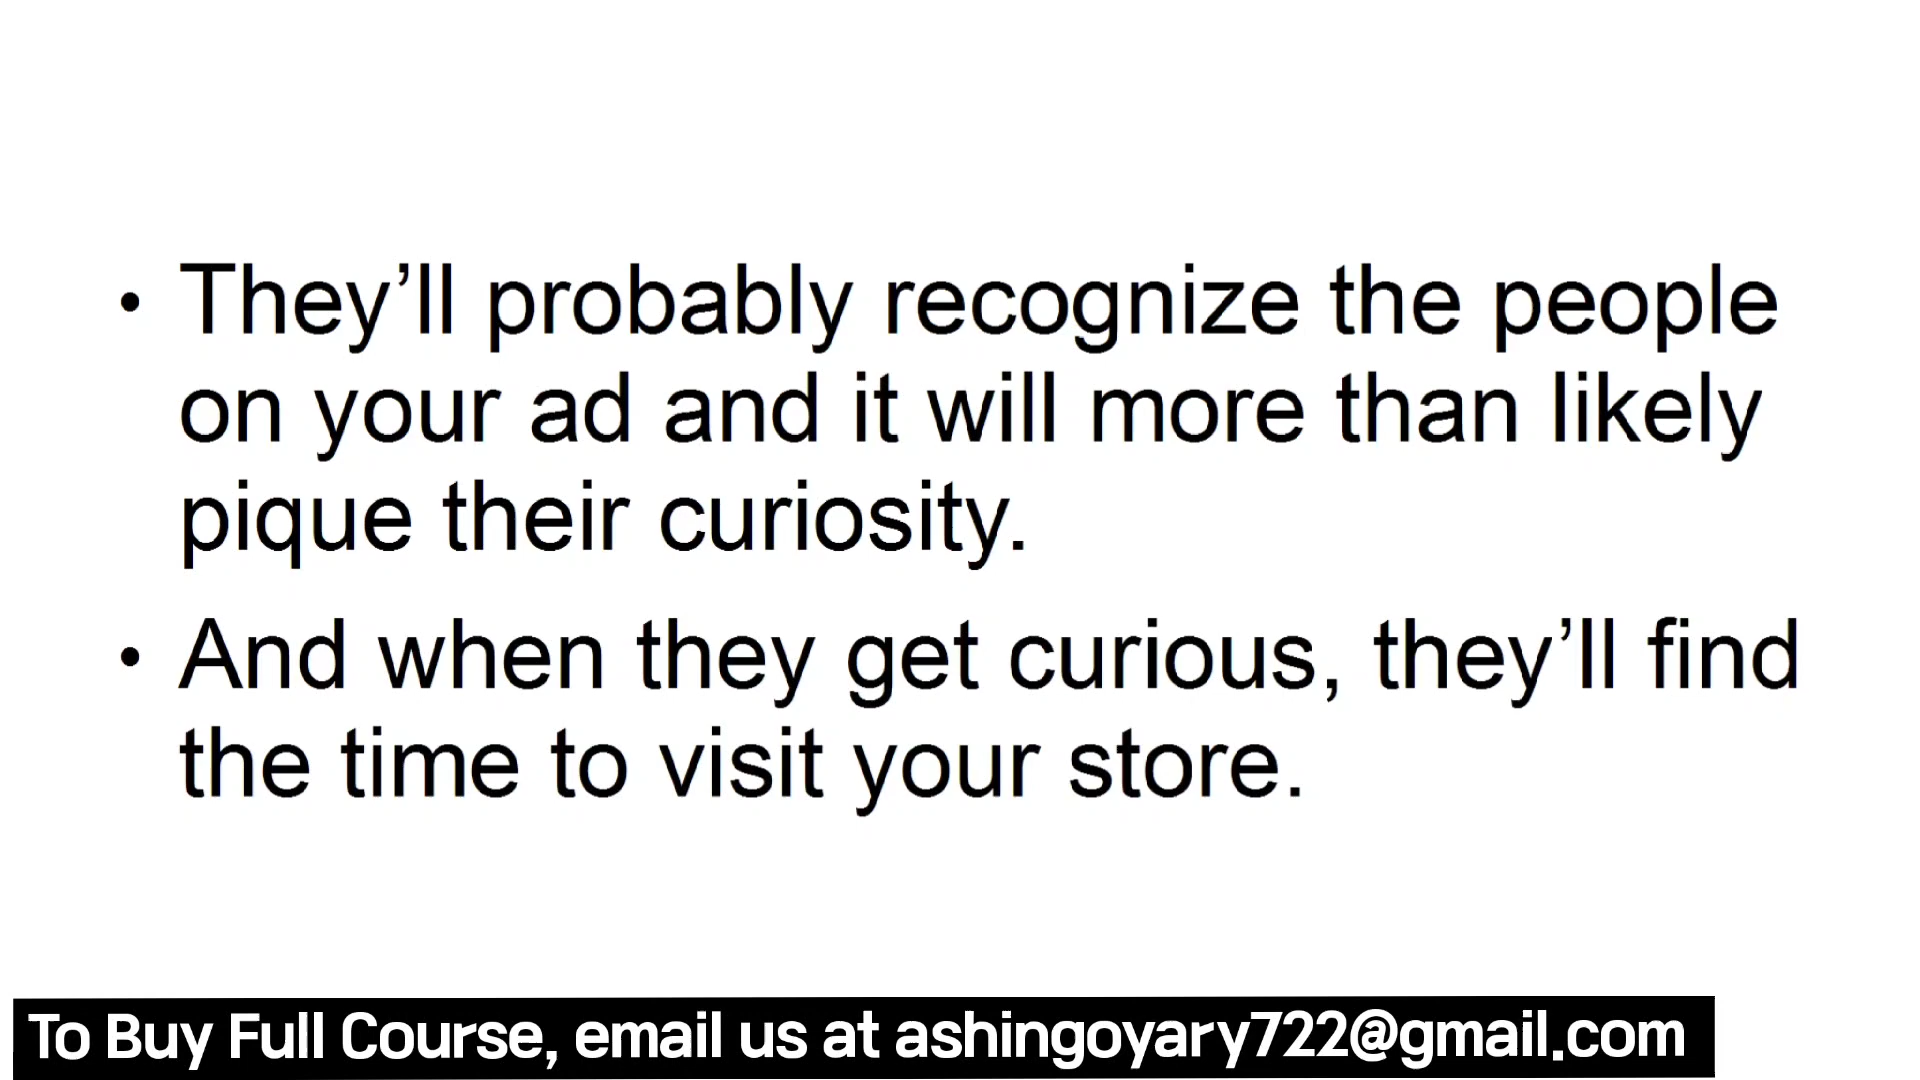 • They’ll probably recognize the people
on your ad and it will more than likely
pique their curiosity.
• And when they get curious, they’ll find
the time to visit your store.
To Buy Full Course, email us at ashingoyary722@gmail.com